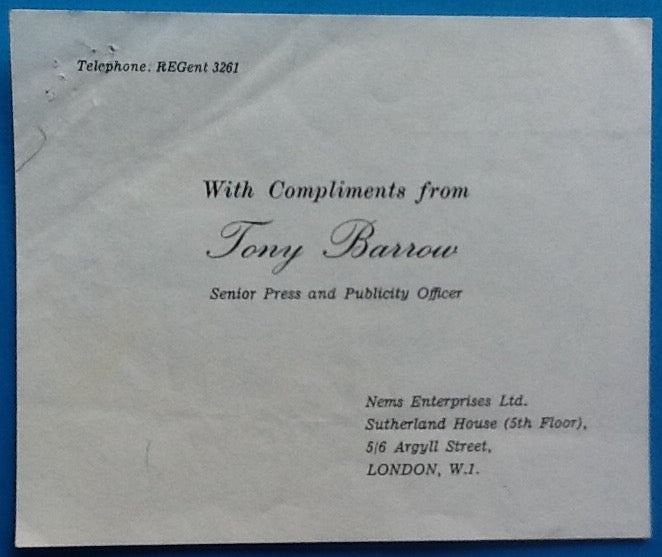 Telephone. REGent 3261
With Compliments from
Tony Barrow
Senior Press and Publicity Officer
Nems Enterprises Ltd.
Sutherland House (5th Floor),
5/6 Argyll Street,
LONDON, W.1.